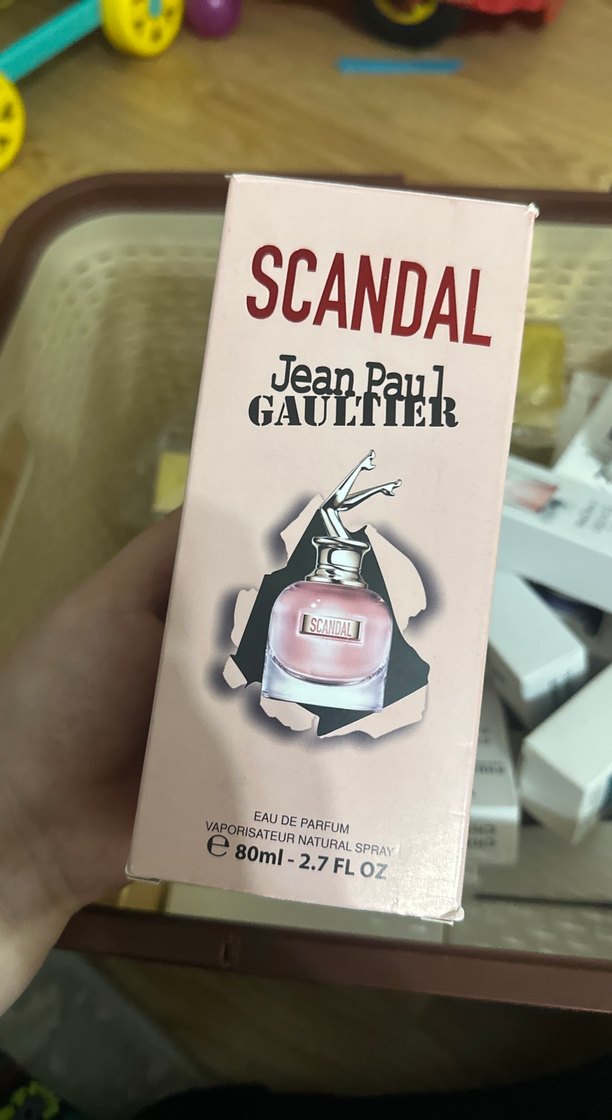 SCANDAL
Jean Paul
GAULTIER
SCANDAL
EAU DE PARFUM
VAPORISATEUR NATURAL SPRAY
℮ 80ml - 2.7 FL OZ